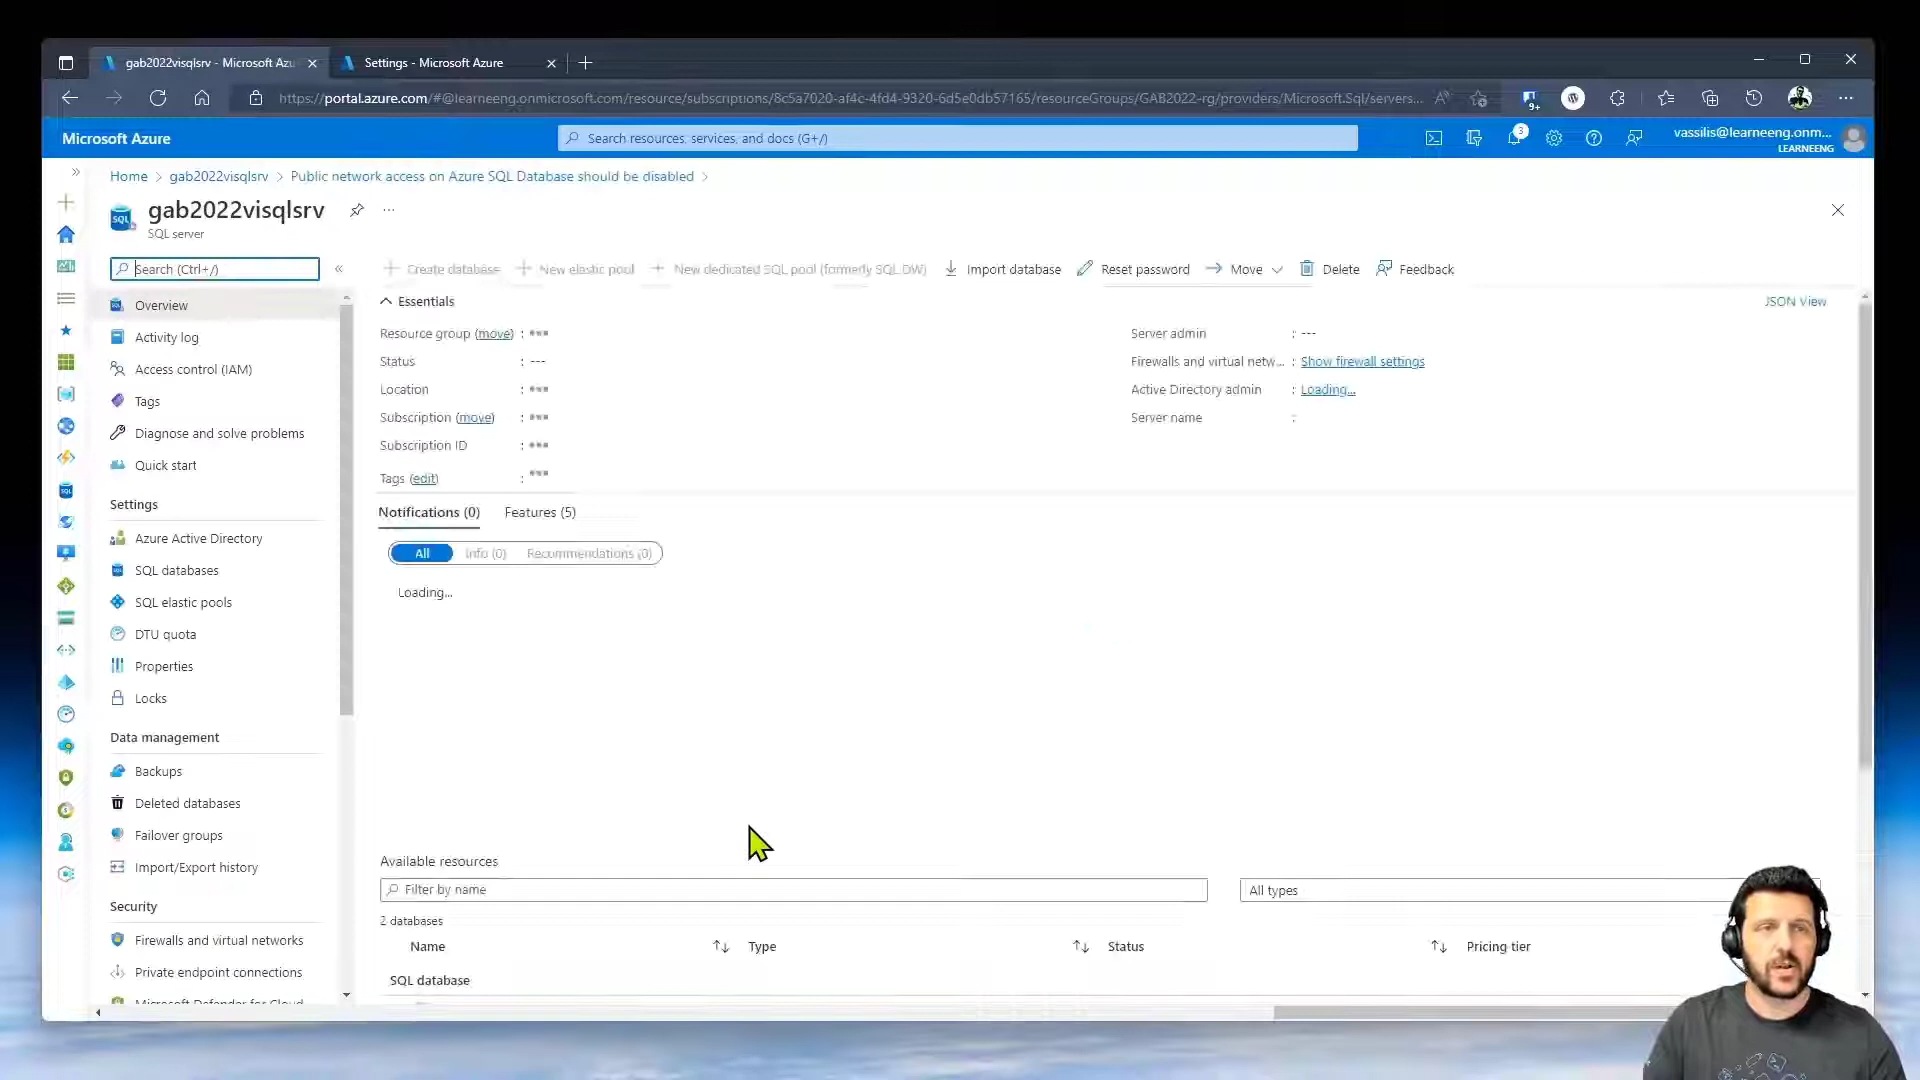 gab2022visqlsrv - Microsoft Azu
Settings - Microsoft Azure
https://portal.azure.com/#@learneeng.onmicrosoft.com/resource/subscriptions/8c5a7020-af4c-4fd4-9320-6d5e0db57165/resourceGroups/GAB2022-rg/providers/Microsoft.Sql/servers...
9+
Microsoft Azure
Search resources, services, and docs (G+/)
3
vassilis@learneeng.onm...
LEARNEENG
Home > gab2022visqlsrv > Public network access on Azure SQL Database should be disabled >
gab2022visqlsrv
SQL server
Search (Ctrl+/)
Create database
New elastic pool
New dedicated SQL pool (formerly SQL DW)
Import database
Reset password
Move
Delete
Feedback
Overview
Activity log
Access control (IAM)
Tags
Diagnose and solve problems
Quick start
Settings
Azure Active Directory
SQL databases
SQL elastic pools
DTU quota
Properties
Locks
Data management
Backups
Deleted databases
Failover groups
Import/Export history
Security
Firewalls and virtual networks
Private endpoint connections
Microsoft Defender for Cloud
Essentials
JSON View
Resource group (move) : ---
Status : ---
Location : ---
Subscription (move) : ---
Subscription ID : ---
Tags (edit) : ---
Server admin : ---
Firewalls and virtual netw... : Show firewall settings
Active Directory admin : Loading...
Server name :
Notifications (0)
Features (5)
All
Info (0)
Recommendations (0)
Loading...
Available resources
Filter by name
All types
2 databases
Name
Type
Status
Pricing tier
SQL database